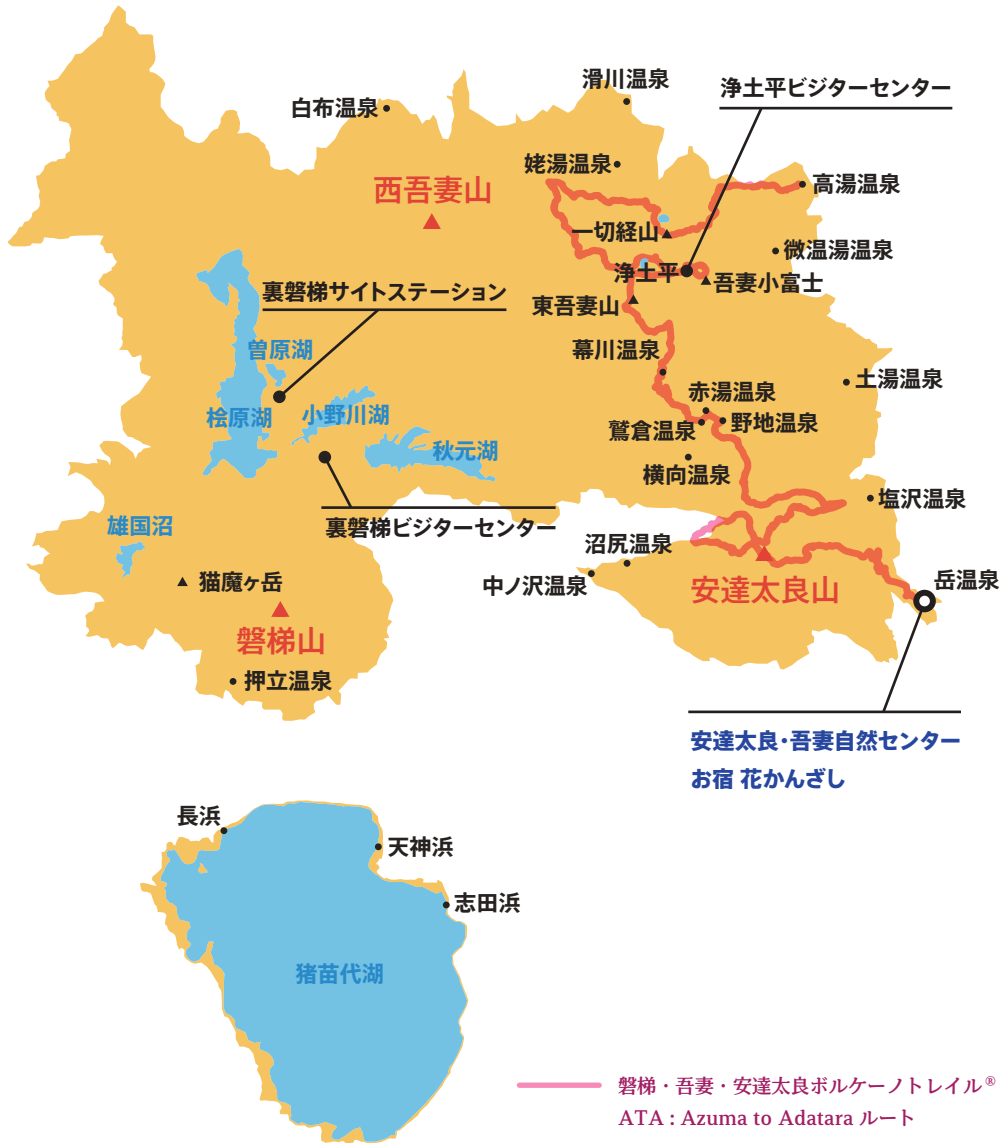 滑川温泉
浄土平ビジターセンター
白布温泉
姥湯温泉
高湯温泉
西吾妻山
一切経山
微温湯温泉
浄土平
吾妻小富士
裏磐梯サイトステーション
東吾妻山
曽原湖
幕川温泉
土湯温泉
赤湯温泉
桧原湖
小野川湖
野地温泉
鷲倉温泉
秋元湖
横向温泉
塩沢温泉
裏磐梯ビジターセンター
雄国沼
沼尻温泉
猫魔ヶ岳
中ノ沢温泉
安達太良山
岳温泉
磐梯山
押立温泉
安達太良・吾妻自然センター
お宿 花かんざし
長浜
天神浜
志田浜
猪苗代湖
磐梯・吾妻・安達太良ボルケーノトレイル®
ATA : Azuma to Adatara ルート